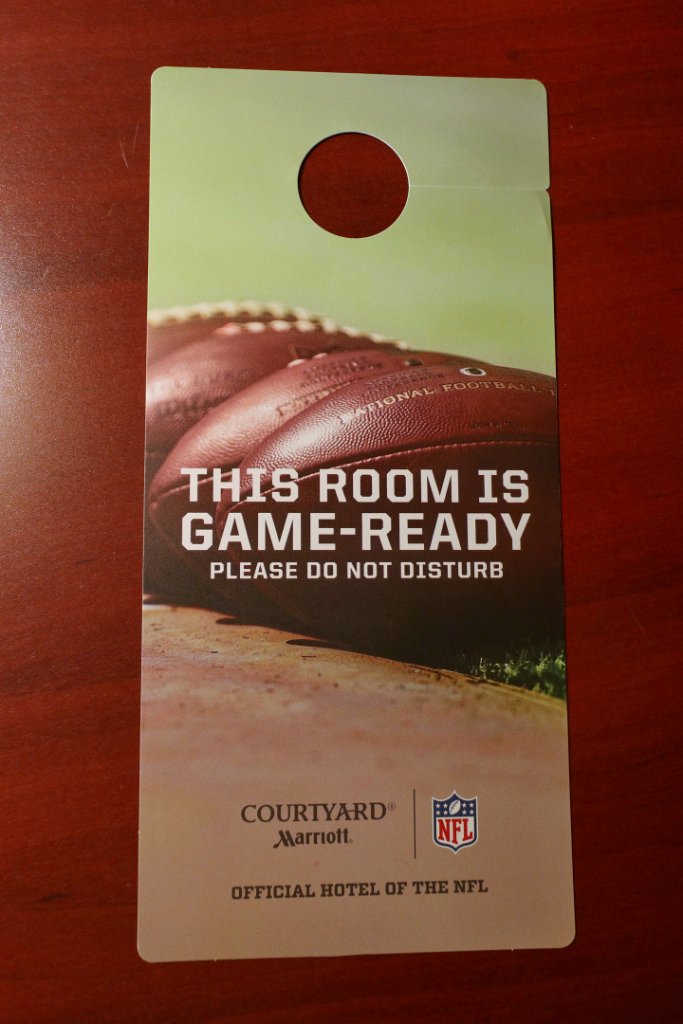 NATIONAL FOOTBALL
THIS ROOM IS
GAME-READY
PLEASE DO NOT DISTURB
COURTYARD®
Marriott®
NFL
OFFICIAL HOTEL OF THE NFL